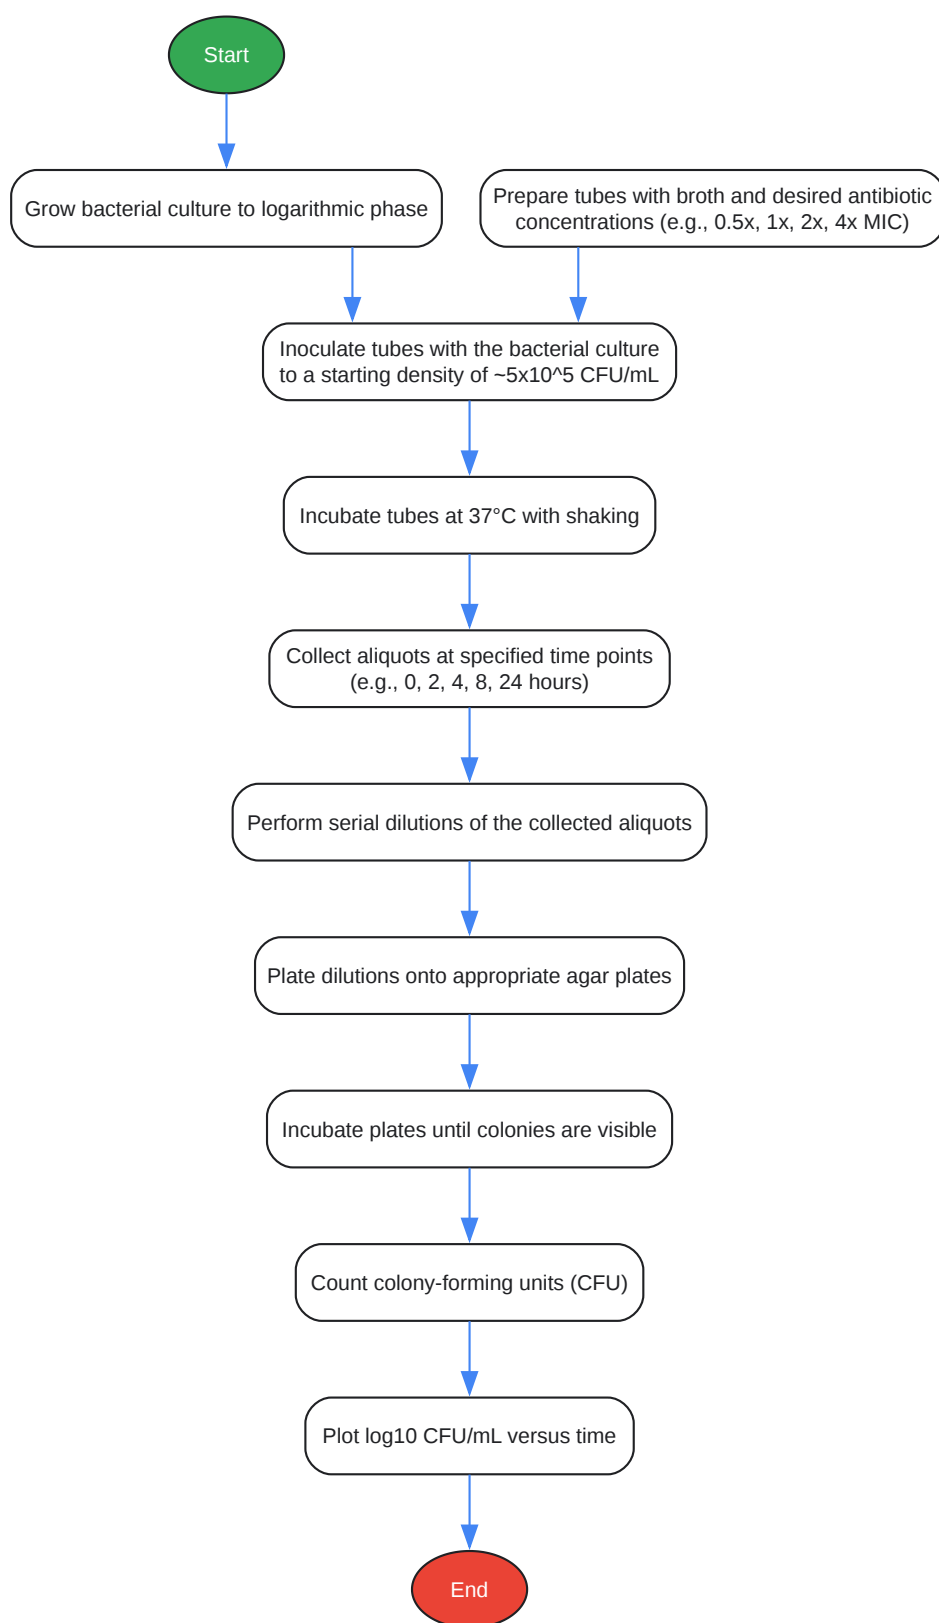 Start
Grow bacterial culture to logarithmic phase
Prepare tubes with broth and desired antibiotic
concentrations (e.g., 0.5x, 1x, 2x, 4x MIC)
Inoculate tubes with the bacterial culture
to a starting density of ~5x10^5 CFU/mL
Incubate tubes at 37°C with shaking
Collect aliquots at specified time points
(e.g., 0, 2, 4, 8, 24 hours)
Perform serial dilutions of the collected aliquots
Plate dilutions onto appropriate agar plates
Incubate plates until colonies are visible
Count colony-forming units (CFU)
Plot log10 CFU/mL versus time
End